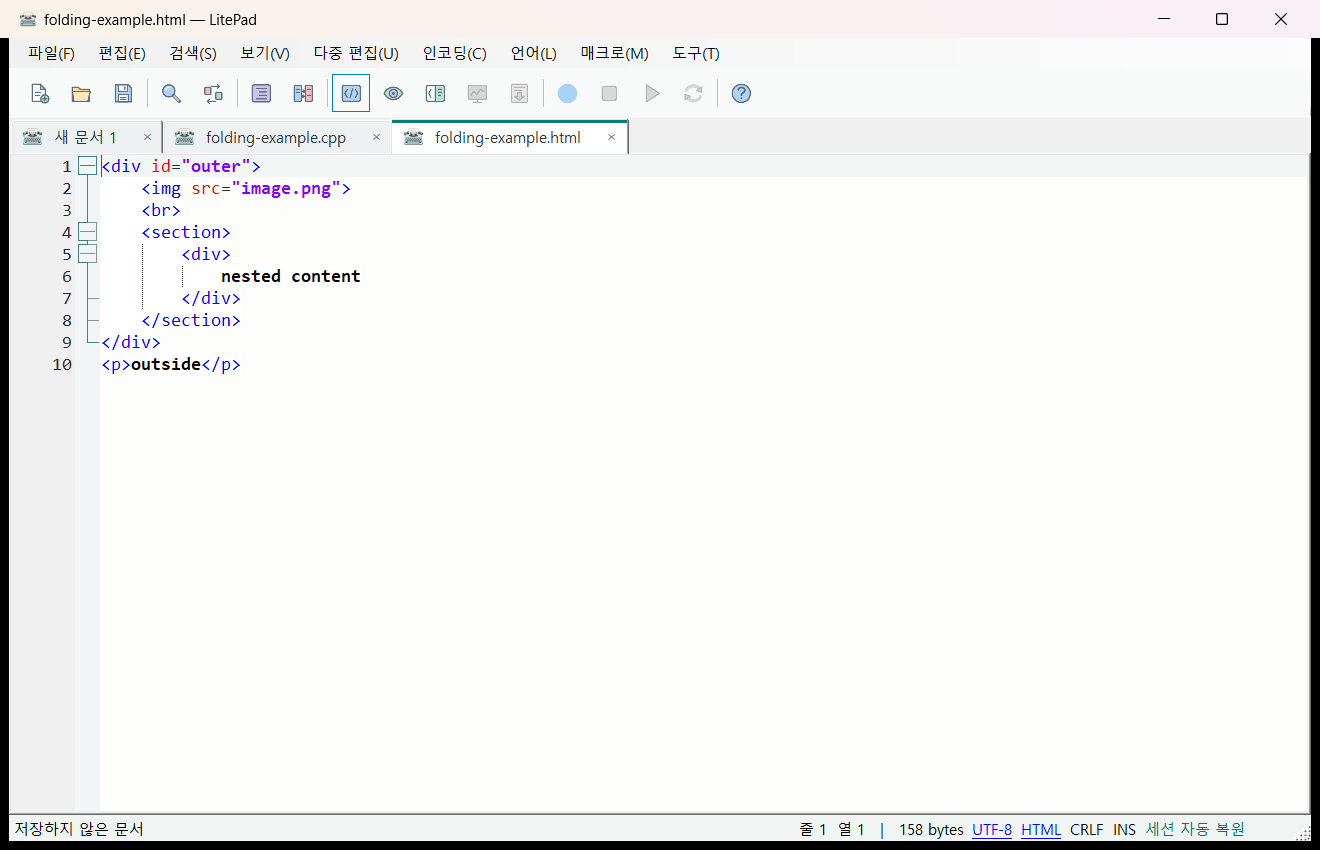 folding-example.html — LitePad
파일(F) 편집(E) 검색(S) 보기(V) 다중 편집(U) 인코딩(C) 언어(L) 매크로(M) 도구(T)
새 문서 1 × folding-example.cpp × folding-example.html ×
1 <div id="outer">
2 <img src="image.png">
3 <br>
4 <section>
5 <div>
6 nested content
7 </div>
8 </section>
9 </div>
10 <p>outside</p>
저장하지 않은 문서 줄 1 열 1 | 158 bytes UTF-8 HTML CRLF INS 세션 자동 복원